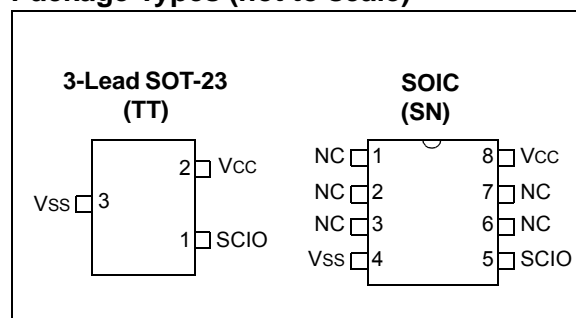 Package Types (not to scale)
3-Lead SOT-23
(TT)
2 VCC
VSS 3
1 SCIO
SOIC
(SN)
NC 1 8 VCC
NC 2 7 NC
NC 3 6 NC
VSS 4 5 SCIO